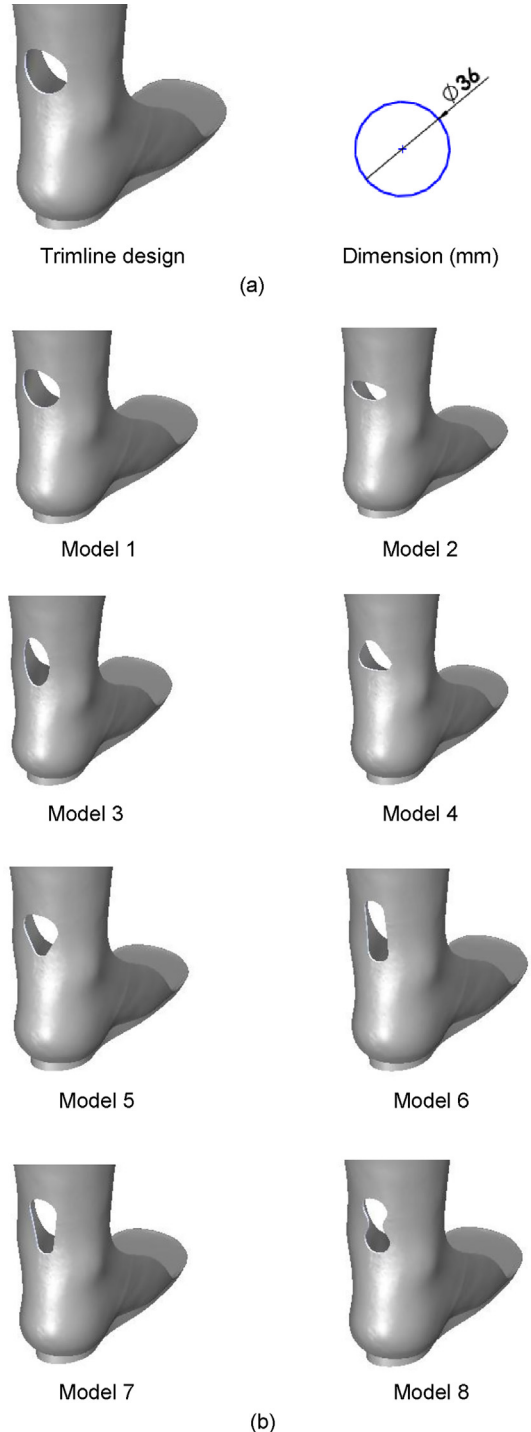 Φ36
Trimline design
Dimension (mm)
(a)
Model 1
Model 2
Model 3
Model 4
Model 5
Model 6
Model 7
Model 8
(b)